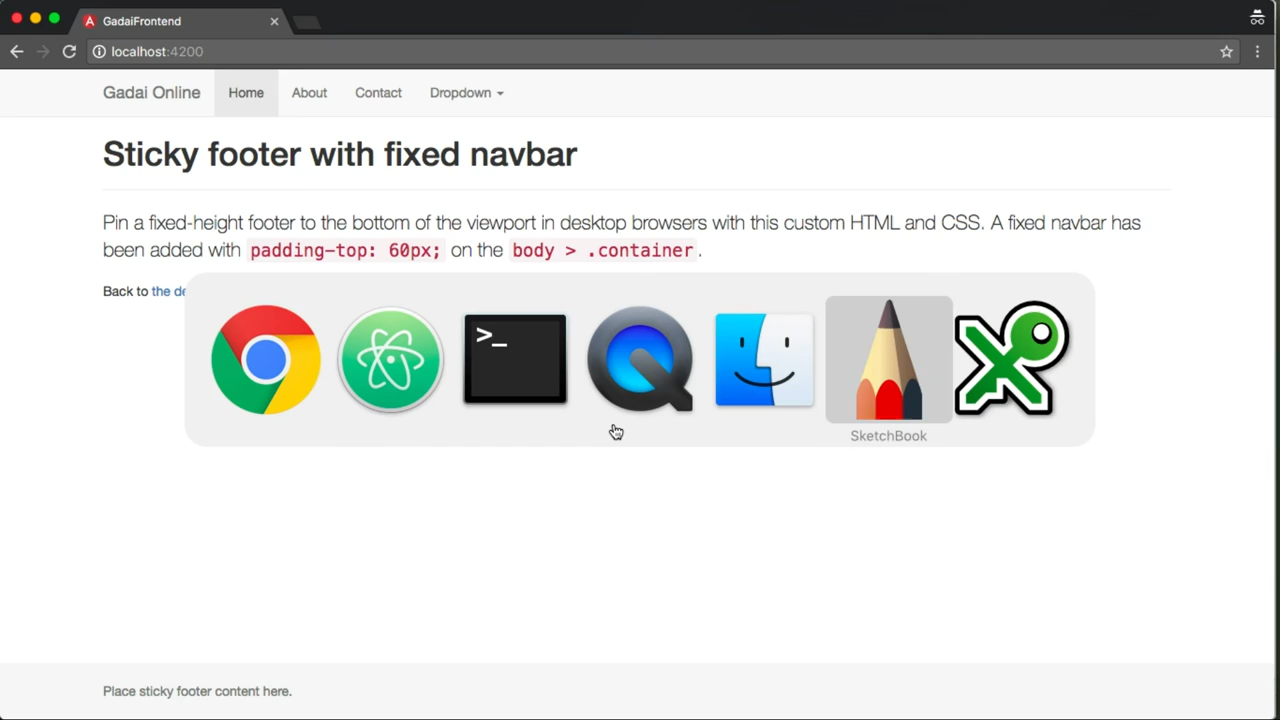 GadaiFrontend
localhost:4200
Gadai Online Home About Contact Dropdown
Sticky footer with fixed navbar
Pin a fixed-height footer to the bottom of the viewport in desktop browsers with this custom HTML and CSS. A fixed navbar has
been added with padding-top: 60px; on the body > .container.
Back to the de
>_
SketchBook
Place sticky footer content here.